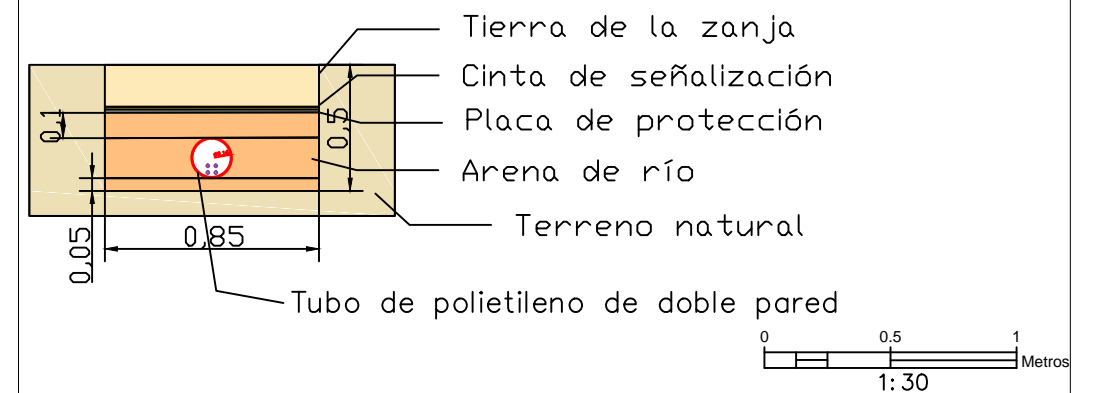 Tierra de la zanja
Cinta de señalización
0,1
0,5
Placa de protección
Arena de río
Terreno natural
0,05
0,85
Tubo de polietileno de doble pared
0 0.5 1
Metros
1:30